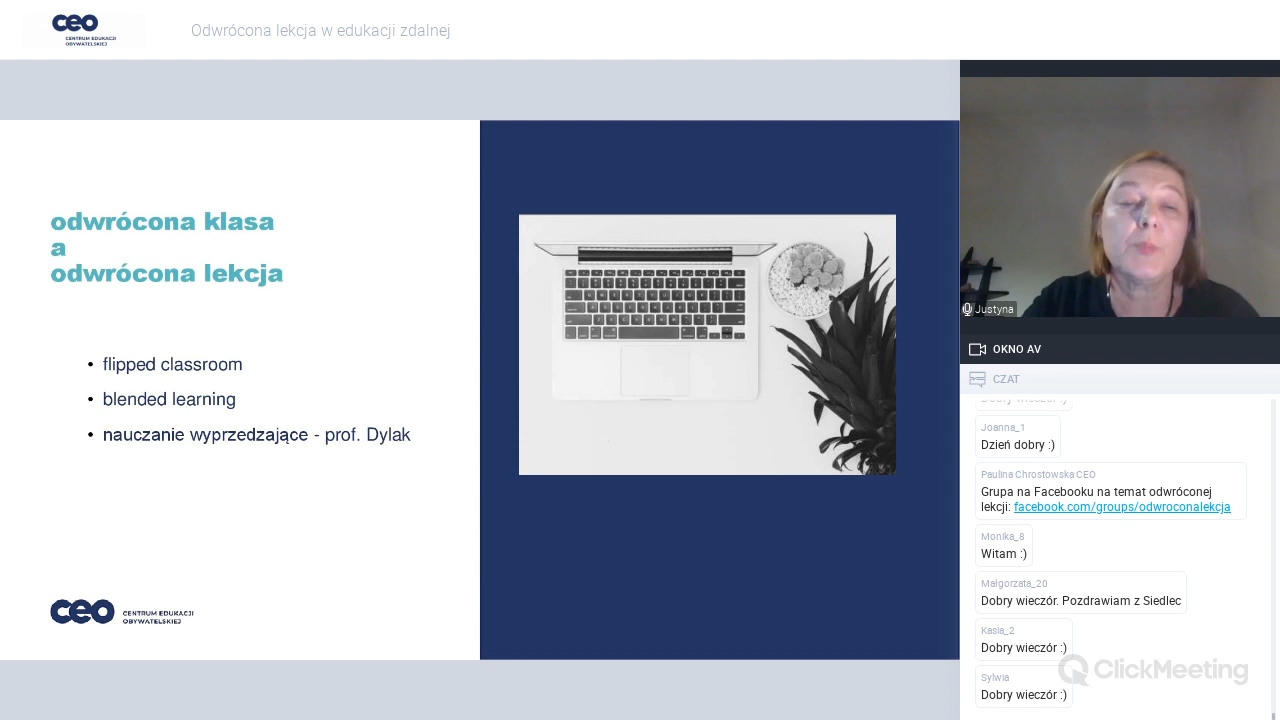 ceo
CENTRUM EDUKACJI
OBYWATELSKIEJ
Odwrócona lekcja w edukacji zdalnej
odwrócona klasa
a
odwrócona lekcja
• flipped classroom
• blended learning
• nauczanie wyprzedzające - prof. Dylak
ceo CENTRUM EDUKACJI
OBYWATELSKIEJ
Justyna
OKNO AV
CZAT
Dobry wieczór :)
Joanna_1
Dzień dobry :)
Paulina Chrostowska CEO
Grupa na Facebooku na temat odwróconej
lekcji: facebook.com/groups/odwroconalekcja
Monika_8
Witam :)
Małgorzata_20
Dobry wieczór. Pozdrawiam z Siedlec
Kasia_2
Dobry wieczór :)
Sylwia
Dobry wieczór :)
ClickMeeting